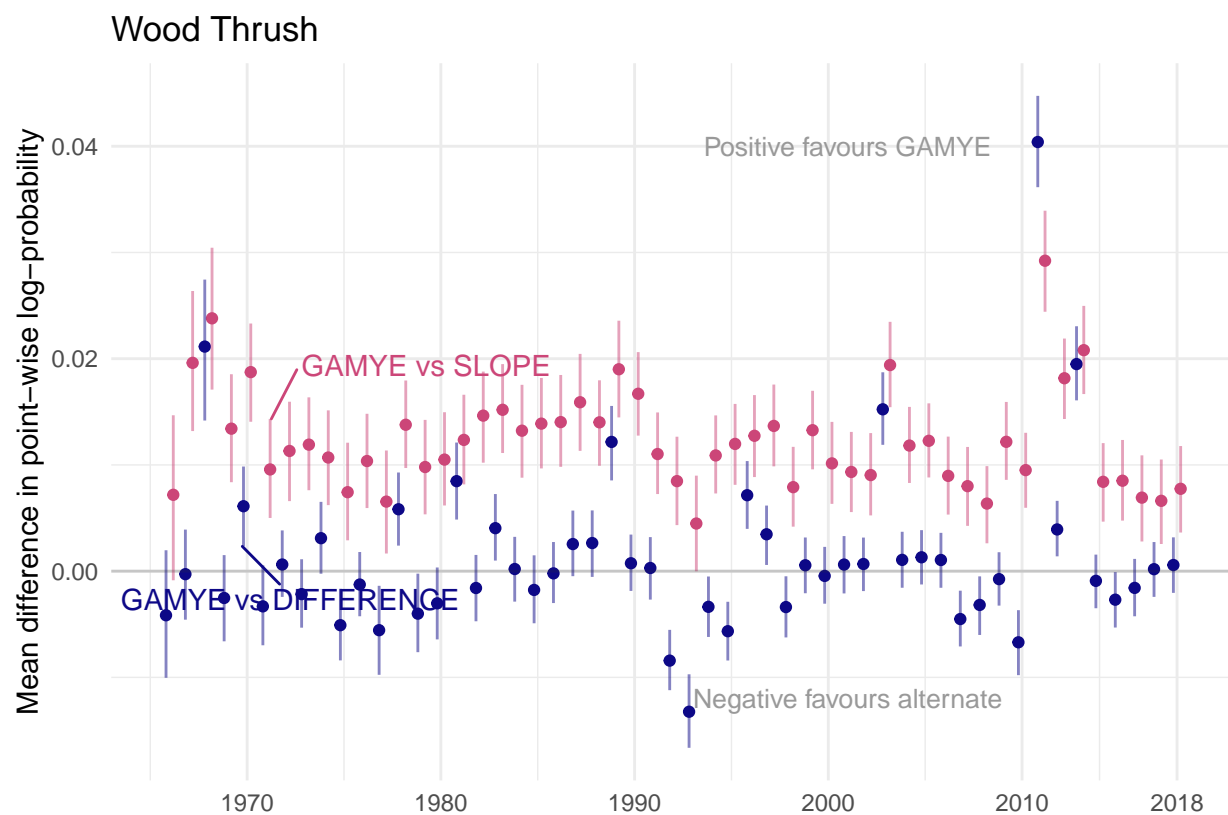 Wood Thrush
Mean difference in point−wise log−probability
0.04
0.02
0.00
Positive favours GAMYE
GAMYE vs SLOPE
GAMYE vs DIFFERENCE
Negative favours alternate
1970 1980 1990 2000 2010 2018